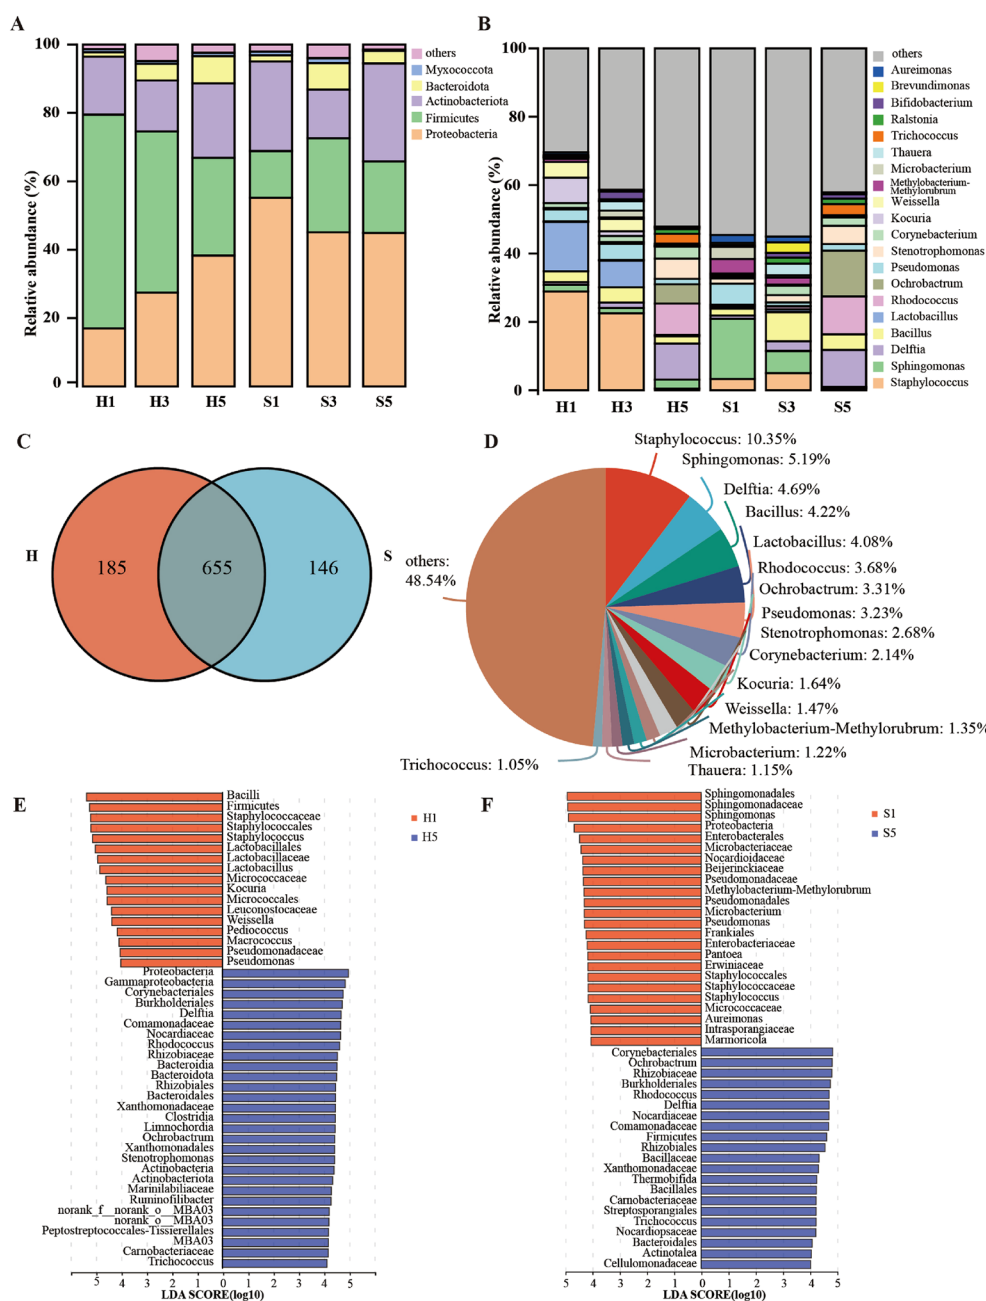 A
Relative abundance (%)
100
80
60
40
20
0
H1
H3
H5
S1
S3
S5
others
Myxococcota
Bacteroidota
Actinobacteriota
Firmicutes
Proteobacteria
B
Relative abundance (%)
100
80
60
40
20
0
H1
H3
H5
S1
S3
S5
others
Aureimonas
Brevundimonas
Bifidobacterium
Ralstonia
Trichococcus
Thauera
Microbacterium
Methylobacterium-
Methylorubrum
Weissella
Kocuria
Corynebacterium
Stenotrophomonas
Pseudomonas
Ochrobactrum
Rhodococcus
Lactobacillus
Bacillus
Delftia
Sphingomonas
Staphylococcus
C
H
185
655
146
S
D
Staphylococcus: 10.35%
Sphingomonas: 5.19%
Delftia: 4.69%
Bacillus: 4.22%
Lactobacillus: 4.08%
Rhodococcus: 3.68%
Ochrobactrum: 3.31%
Pseudomonas: 3.23%
Stenotrophomonas: 2.68%
Corynebacterium: 2.14%
Kocuria: 1.64%
Weissella: 1.47%
Methylobacterium-Methylorubrum: 1.35%
Microbacterium: 1.22%
Thauera: 1.15%
Trichococcus: 1.05%
others:
48.54%
E
H1
H5
Bacilli
Firmicutes
Staphylococcaceae
Staphylococcales
Staphylococcus
Lactobacillales
Lactobacillaceae
Lactobacillus
Micrococcaceae
Kocuria
Micrococcales
Leuconostocaceae
Weissella
Pediococcus
Macrococcus
Pseudomonadaceae
Pseudomonas
Proteobacteria
Gammaproteobacteria
Corynebacteriales
Burkholderiales
Delftia
Comamonadaceae
Nocardiaceae
Rhodococcus
Rhizobiaceae
Bacteroidia
Bacteroidota
Rhizobiales
Bacteroidales
Xanthomonadaceae
Clostridia
Limnochordia
Ochrobactrum
Xanthomonadales
Stenotrophomonas
Actinobacteria
Actinobacteriota
Marinilabiliaceae
Ruminofilibacter
norank_f__norank_o__MBA03
norank_o__MBA03
Peptostreptococcales-Tissierellales
MBA03
Carnobacteriaceae
Trichococcus
5 4 3 2 1 0 1 2 3 4 5
LDA SCORE(log10)
F
S1
S5
Sphingomonadales
Sphingomonadaceae
Sphingomonas
Proteobacteria
Enterobacterales
Microbacteriaceae
Nocardioidaceae
Beijerinckiaceae
Pseudomonadaceae
Methylobacterium-Methylorubrum
Pseudomonadales
Microbacterium
Pseudomonas
Frankiales
Enterobacteriaceae
Pantoea
Erwiniaceae
Staphylococcales
Staphylococcaceae
Staphylococcus
Micrococcaceae
Aureimonas
Intrasporangiaceae
Marmoricola
Corynebacteriales
Ochrobactrum
Rhizobiaceae
Burkholderiales
Rhodococcus
Delftia
Nocardiaceae
Comamonadaceae
Firmicutes
Rhizobiales
Bacillaceae
Xanthomonadaceae
Thermobifida
Bacillales
Carnobacteriaceae
Streptosporangiales
Trichococcus
Nocardiopsaceae
Bacteroidales
Actinotalea
Cellulomonadaceae
5 4 3 2 1 0 1 2 3 4 5
LDA SCORE(log10)